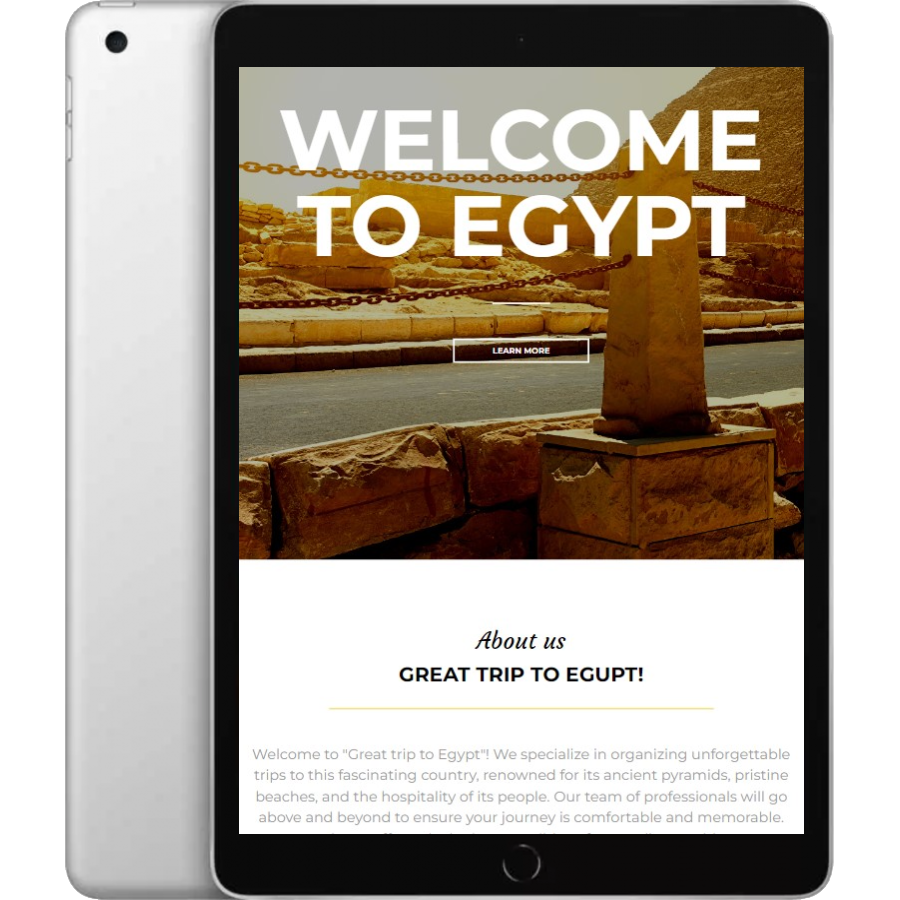 WELCOME
TO EGYPT
LEARN MORE
About us
GREAT TRIP TO EGUPT!
Welcome to "Great trip to Egypt"! We specialize in organizing unforgettable
trips to this fascinating country, renowned for its ancient pyramids, pristine
beaches, and the hospitality of its people. Our team of professionals will go
above and beyond to ensure your journey is comfortable and memorable.